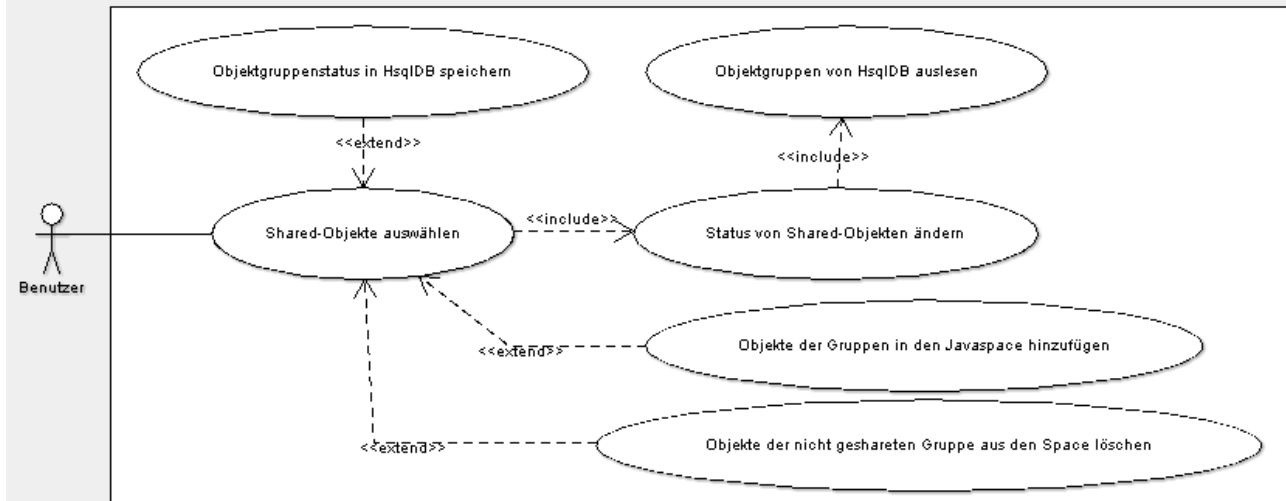 Objektgruppenstatus in HsqlDB speichern
Objektgruppen von HsqlDB auslesen
<<extend>>
<<include>>
Shared-Objekte auswählen
<<include>>
Status von Shared-Objekten ändern
Benutzer
<<extend>>
Objekte der Gruppen in den Javaspace hinzufügen
<<extend>>
Objekte der nicht geshareten Gruppe aus den Space löschen